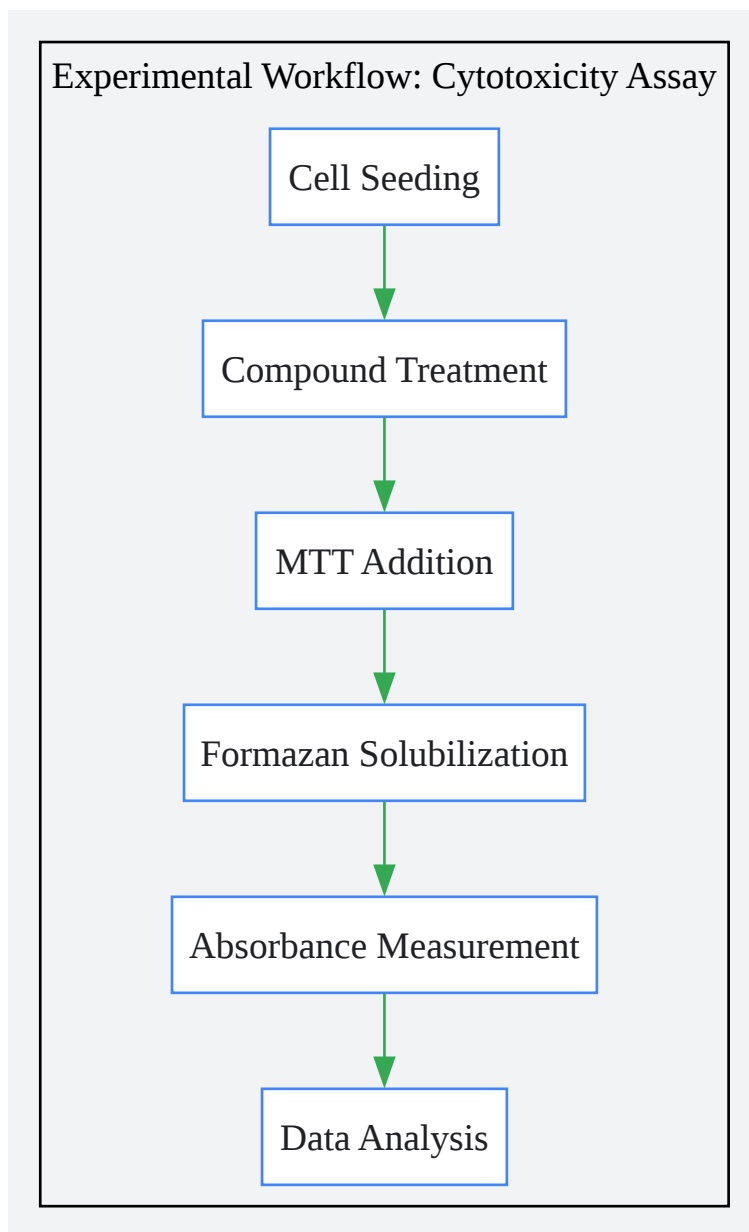 Experimental Workflow: Cytotoxicity Assay
Cell Seeding
Compound Treatment
MTT Addition
Formazan Solubilization
Absorbance Measurement
Data Analysis